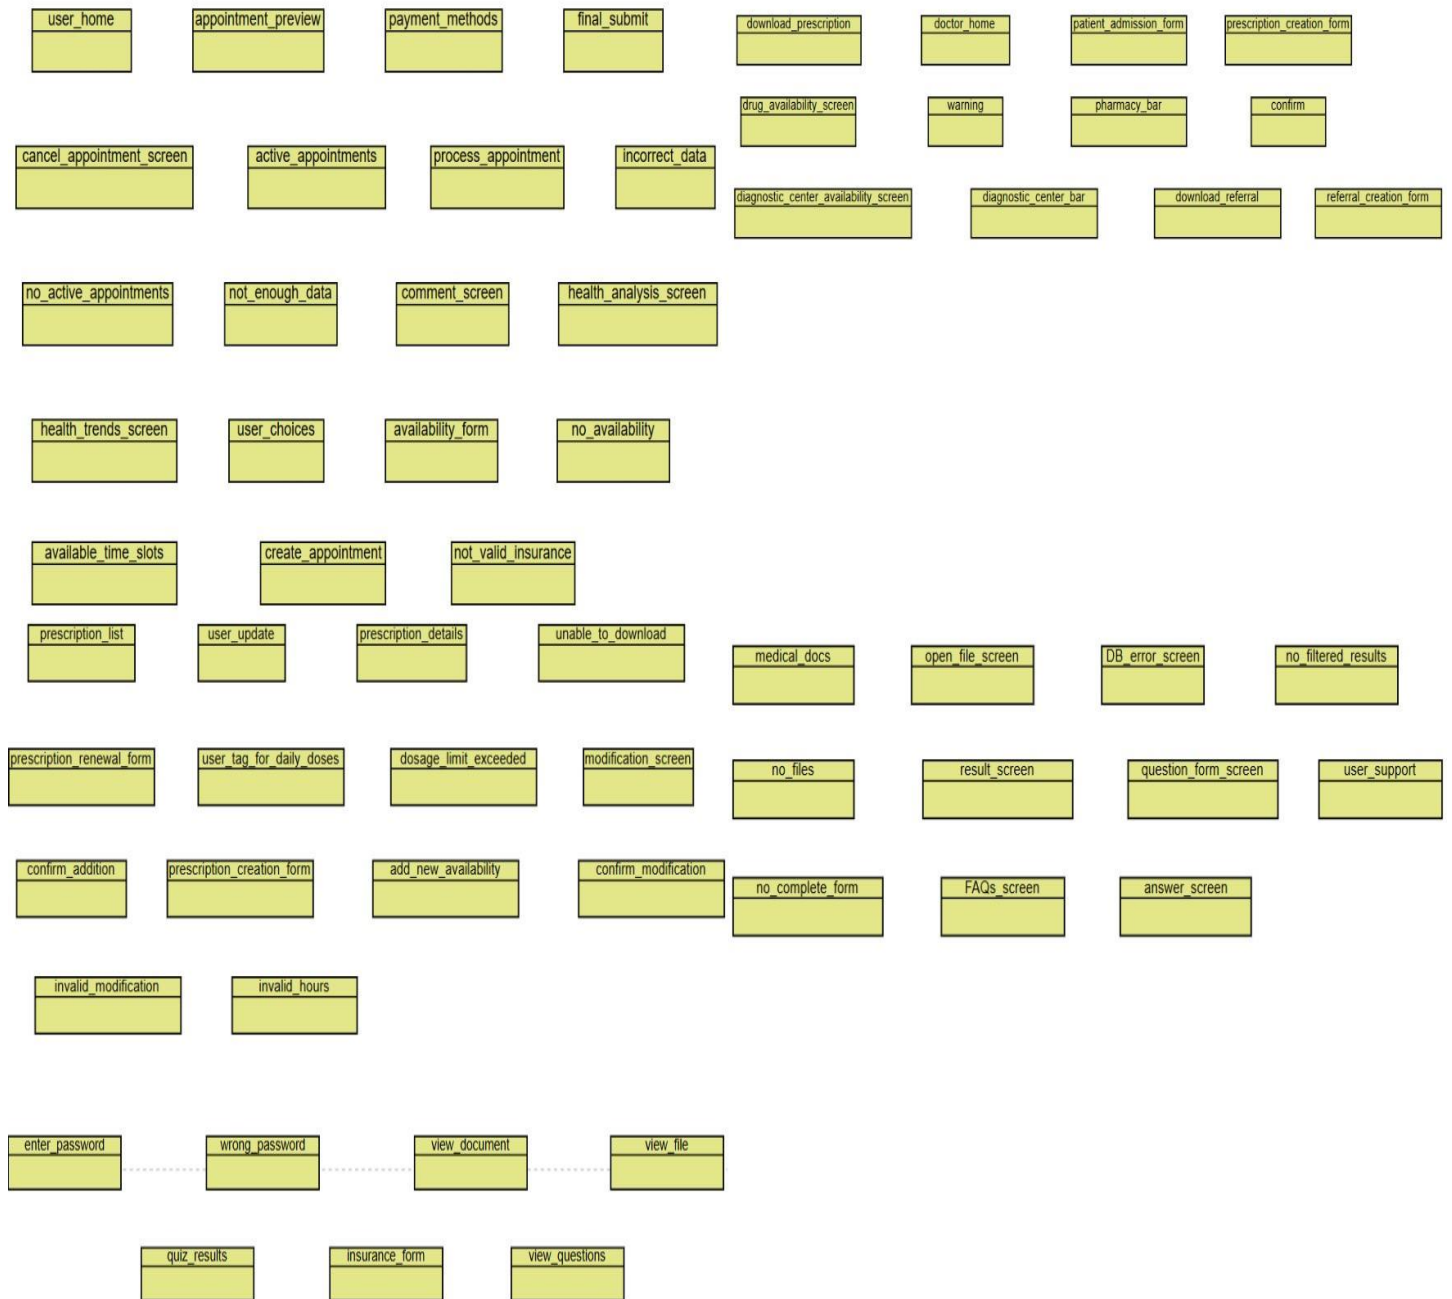 user_home
appointment_preview
payment_methods
final_submit
download_prescription
doctor_home
patient_admission_form
prescription_creation_form
drug_availability_screen
warning
pharmacy_bar
confirm
cancel_appointment_screen
active_appointments
process_appointment
incorrect_data
diagnostic_center_availability_screen
diagnostic_center_bar
download_referral
referral_creation_form
no_active_appointments
not_enough_data
comment_screen
health_analysis_screen
health_trends_screen
user_choices
availability_form
no_availability
available_time_slots
create_appointment
not_valid_insurance
prescription_list
user_update
prescription_details
unable_to_download
medical_docs
open_file_screen
DB_error_screen
no_filtered_results
prescription_renewal_form
user_tag_for_daily_doses
dosage_limit_exceeded
modification_screen
no_files
result_screen
question_form_screen
user_support
confirm_addition
prescription_creation_form
add_new_availability
confirm_modification
no_complete_form
FAQs_screen
answer_screen
invalid_modification
invalid_hours
enter_password
wrong_password
view_document
view_file
quiz_results
insurance_form
view_questions